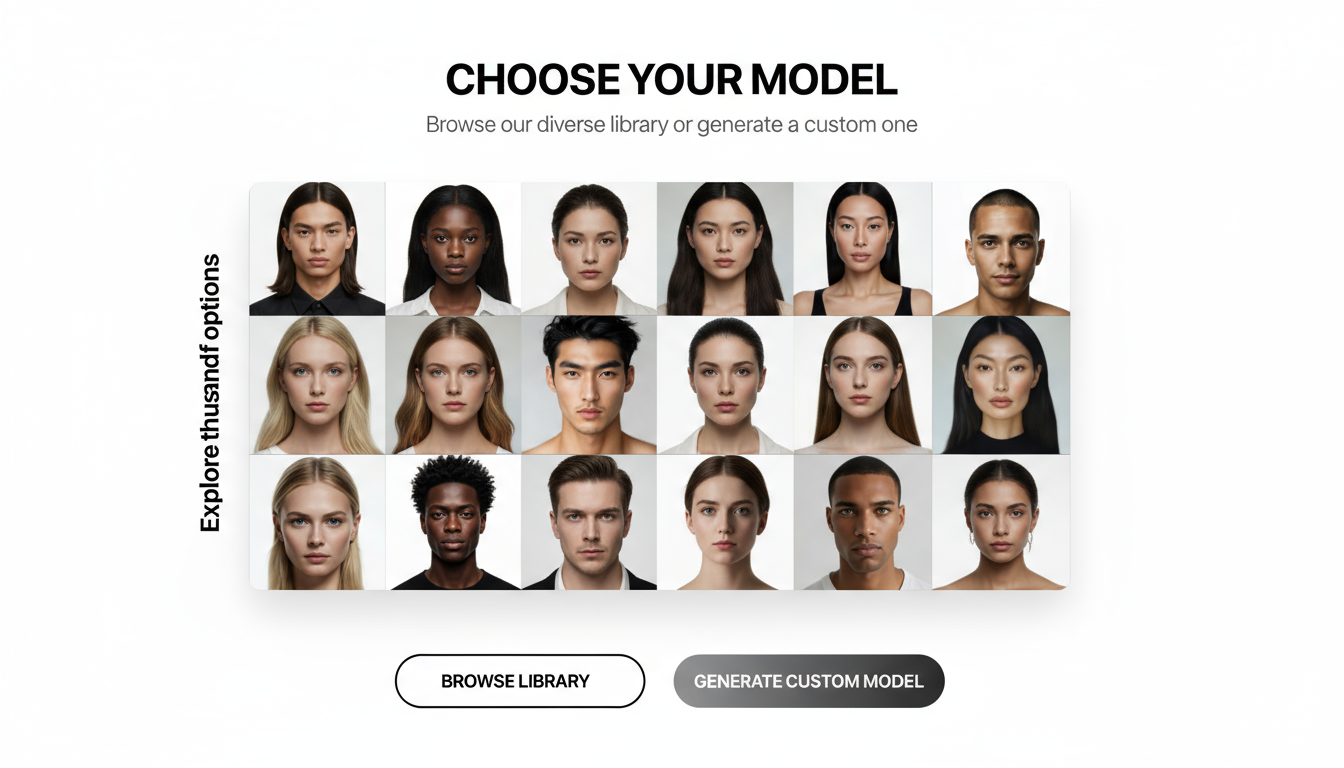 CHOOSE YOUR MODEL
Browse our diverse library or generate a custom one
Explore thusandf options
BROWSE LIBRARY
GENERATE CUSTOM MODEL